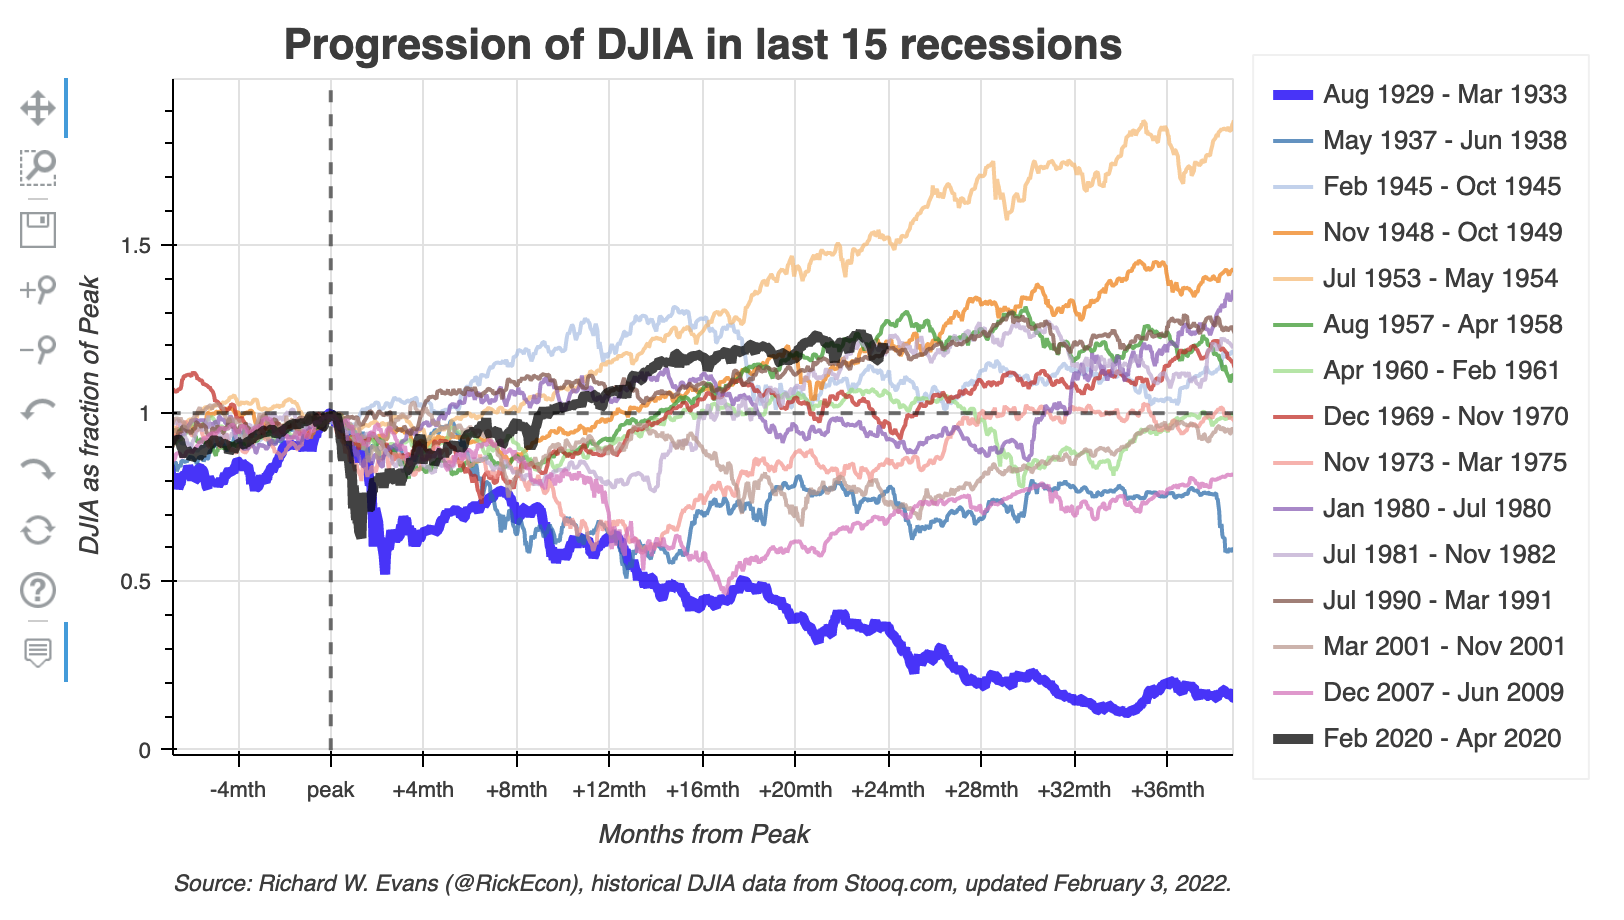 Progression of DJIA in last 15 recessions
DJIA as fraction of Peak
1.5
1
0.5
0
-4mth
peak
+4mth
+8mth
+12mth
+16mth
+20mth
+24mth
+28mth
+32mth
+36mth
Months from Peak
Aug 1929 - Mar 1933
May 1937 - Jun 1938
Feb 1945 - Oct 1945
Nov 1948 - Oct 1949
Jul 1953 - May 1954
Aug 1957 - Apr 1958
Apr 1960 - Feb 1961
Dec 1969 - Nov 1970
Nov 1973 - Mar 1975
Jan 1980 - Jul 1980
Jul 1981 - Nov 1982
Jul 1990 - Mar 1991
Mar 2001 - Nov 2001
Dec 2007 - Jun 2009
Feb 2020 - Apr 2020
Source: Richard W. Evans (@RickEcon), historical DJIA data from Stooq.com, updated February 3, 2022.